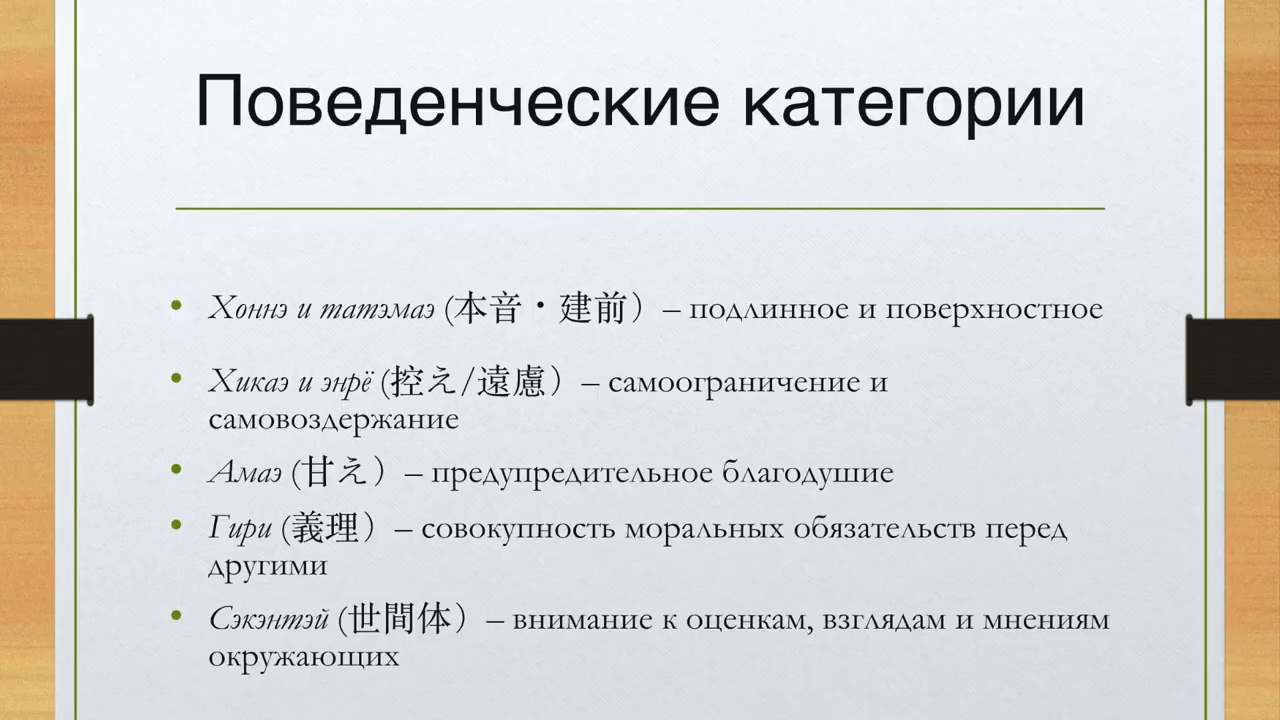 Поведенческие категории
• Хоннэ и татэмаэ (本音・建前）– подлинное и поверхностное
• Хикаэ и энрё (控え/遠慮）– самоограничение и
самовоздержание
• Амаэ (甘え）– предупредительное благодушие
• Гири (義理）– совокупность моральных обязательств перед
другими
• Сэкэнтэй (世間体）– внимание к оценкам, взглядам и мнениям
окружающих